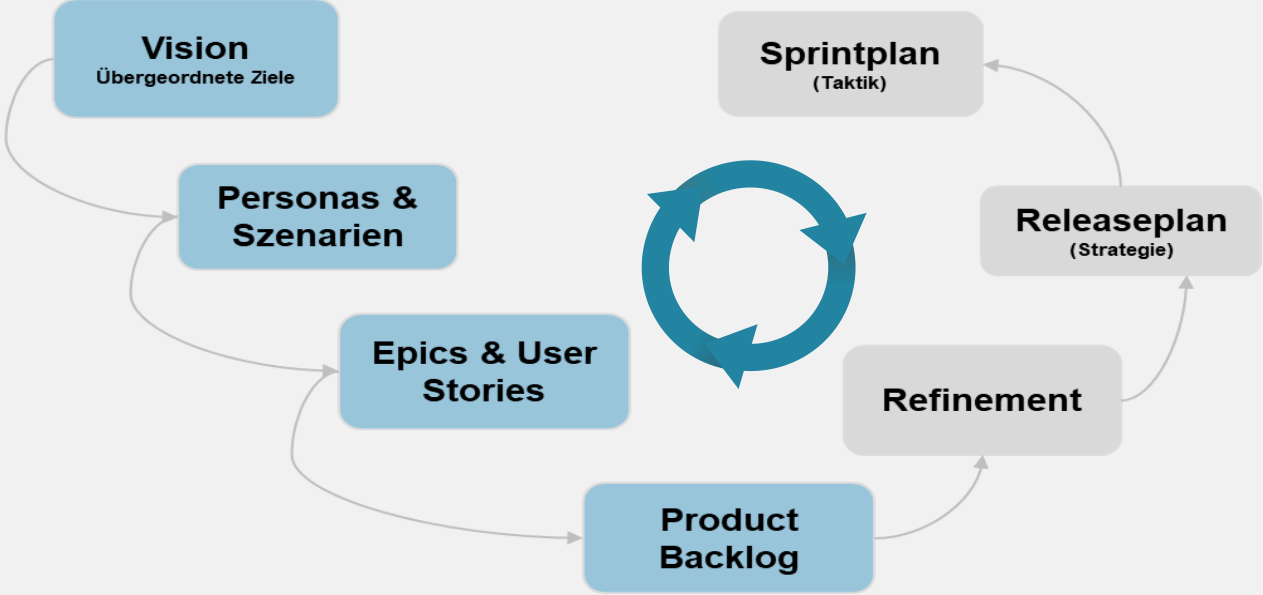 Vision
Übergeordnete Ziele
Personas &
Szenarien
Epics & User
Stories
Product
Backlog
Refinement
Releaseplan
(Strategie)
Sprintplan
(Taktik)